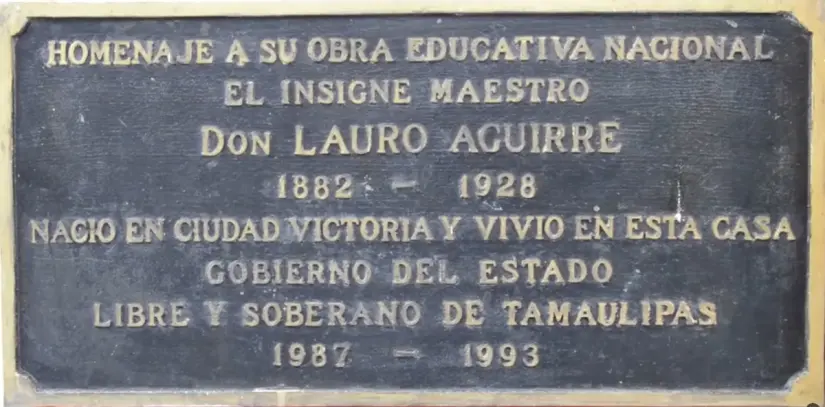 HOMENAJE A SU OBRA EDUCATIVA NACIONAL
EL INSIGNE MAESTRO
DON LAURO AGUIRRE
1882 - 1928
NACIO EN CIUDAD VICTORIA Y VIVIO EN ESTA CASA
GOBIERNO DEL ESTADO
LIBRE Y SOBERANO DE TAMAULIPAS
1987 - 1993